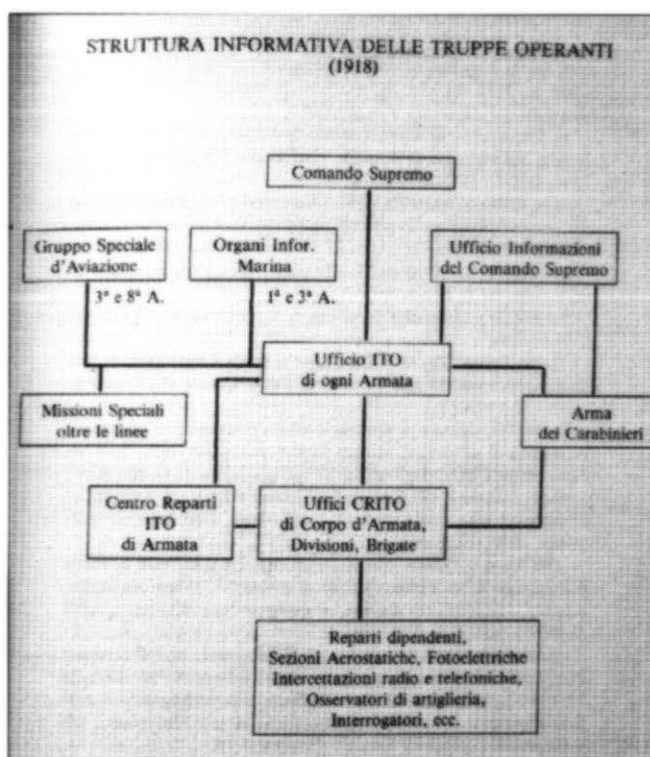 STRUTTURA INFORMATIVA DELLE TRUPPE OPERANTI
(1918)
Comando Supremo
Gruppo Speciale
d'Aviazione
Organi Infor.
Marina
Ufficio Informazioni
del Comando Supremo
3ª e 8ª A.
1ª e 3ª A.
Ufficio ITO
di ogni Armata
Missioni Speciali
oltre le linee
Arma
dei Carabinieri
Centro Reparti
ITO
di Armata
Uffici CRITO
di Corpo d'Armata,
Divisioni, Brigate
Reparti dipendenti,
Sezioni Aerostatiche, Fotoelettriche
Intercettazioni radio e telefoniche,
Osservatori di artiglieria,
Interrogatori, ecc.